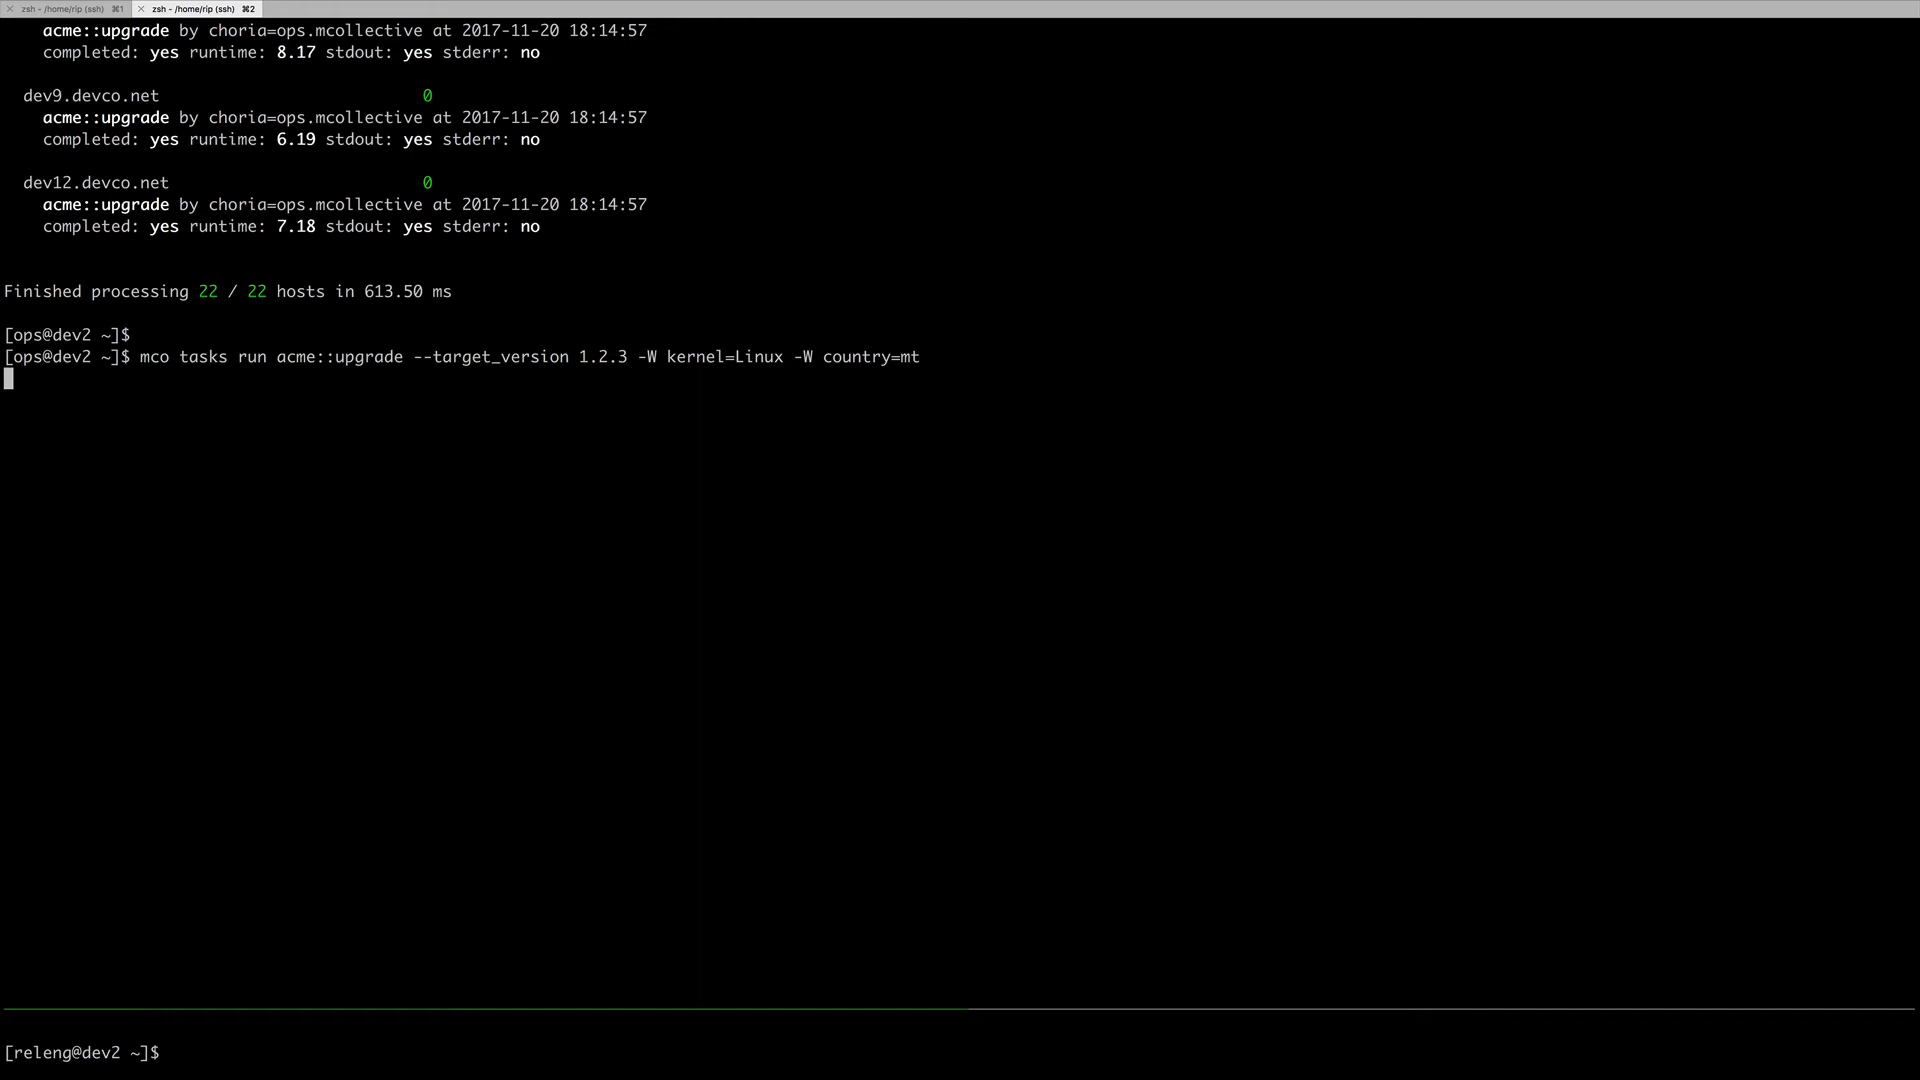 zsh - /home/rip (ssh) ⌘1 zsh - /home/rip (ssh) ⌘2
acme::upgrade by choria=ops.mcollective at 2017-11-20 18:14:57
completed: yes runtime: 8.17 stdout: yes stderr: no
dev9.devco.net 0
acme::upgrade by choria=ops.mcollective at 2017-11-20 18:14:57
completed: yes runtime: 6.19 stdout: yes stderr: no
dev12.devco.net 0
acme::upgrade by choria=ops.mcollective at 2017-11-20 18:14:57
completed: yes runtime: 7.18 stdout: yes stderr: no
Finished processing 22 / 22 hosts in 613.50 ms
[ops@dev2 ~]$
[ops@dev2 ~]$ mco tasks run acme::upgrade --target_version 1.2.3 -W kernel=Linux -W country=mt
[releng@dev2 ~]$